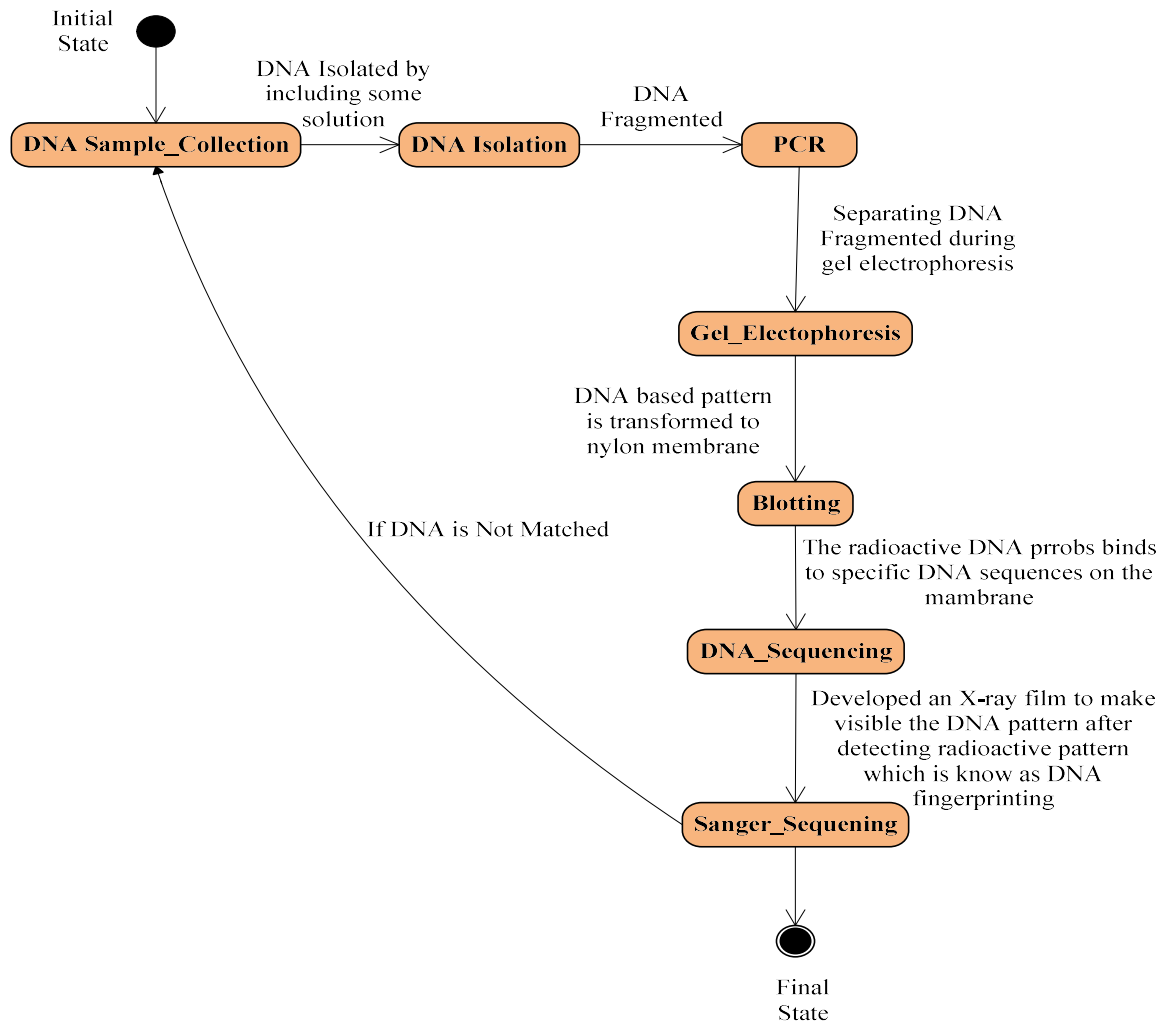 Initial
State
DNA Isolated by
including some
solution
DNA
Fragmented
DNA Sample_Collection
DNA Isolation
PCR
Separating DNA
Fragmented during
gel electrophoresis
Gel_Electophoresis
DNA based pattern
is transformed to
nylon membrane
Blotting
If DNA is Not Matched
The radioactive DNA prrobs binds
to specific DNA sequences on the
mambrane
DNA_Sequencing
Developed an X-ray film to make
visible the DNA pattern after
detecting radioactive pattern
which is know as DNA
fingerprinting
Sanger_Sequening
Final
State